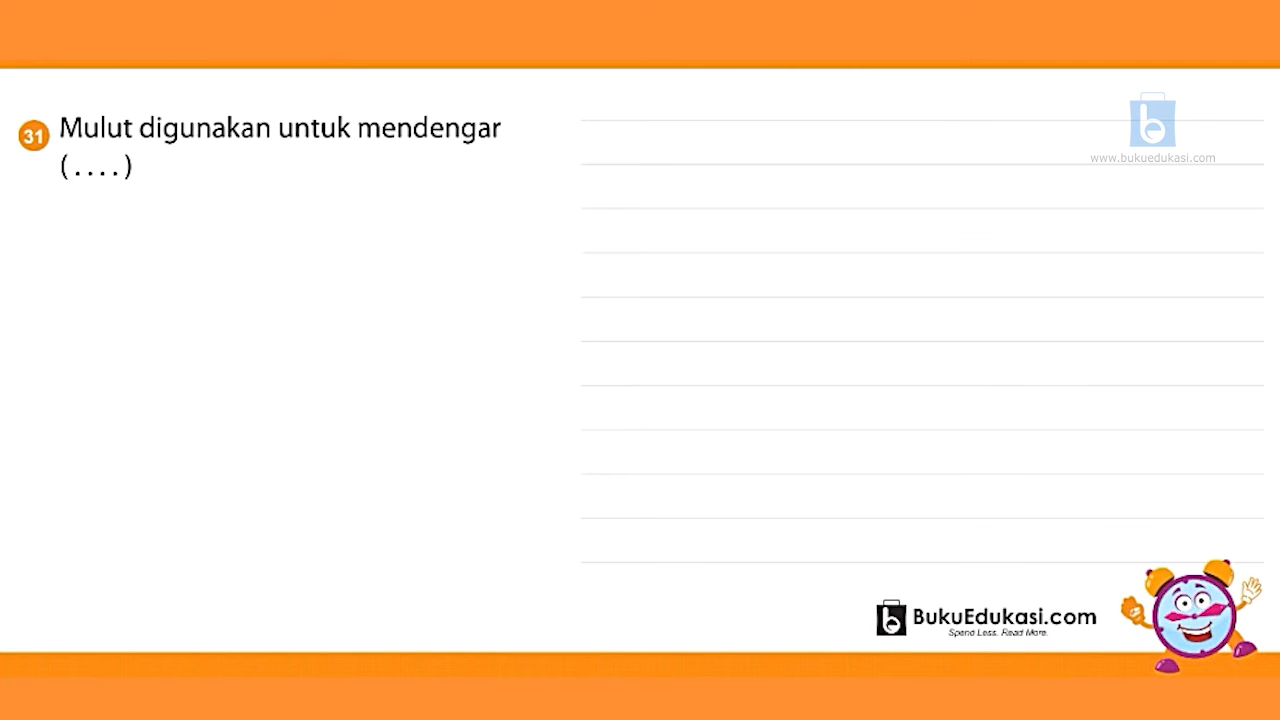 31 Mulut digunakan untuk mendengar
(....)
www.bukuedukasi.com
BukuEdukasi.com
Spend Less. Read More.